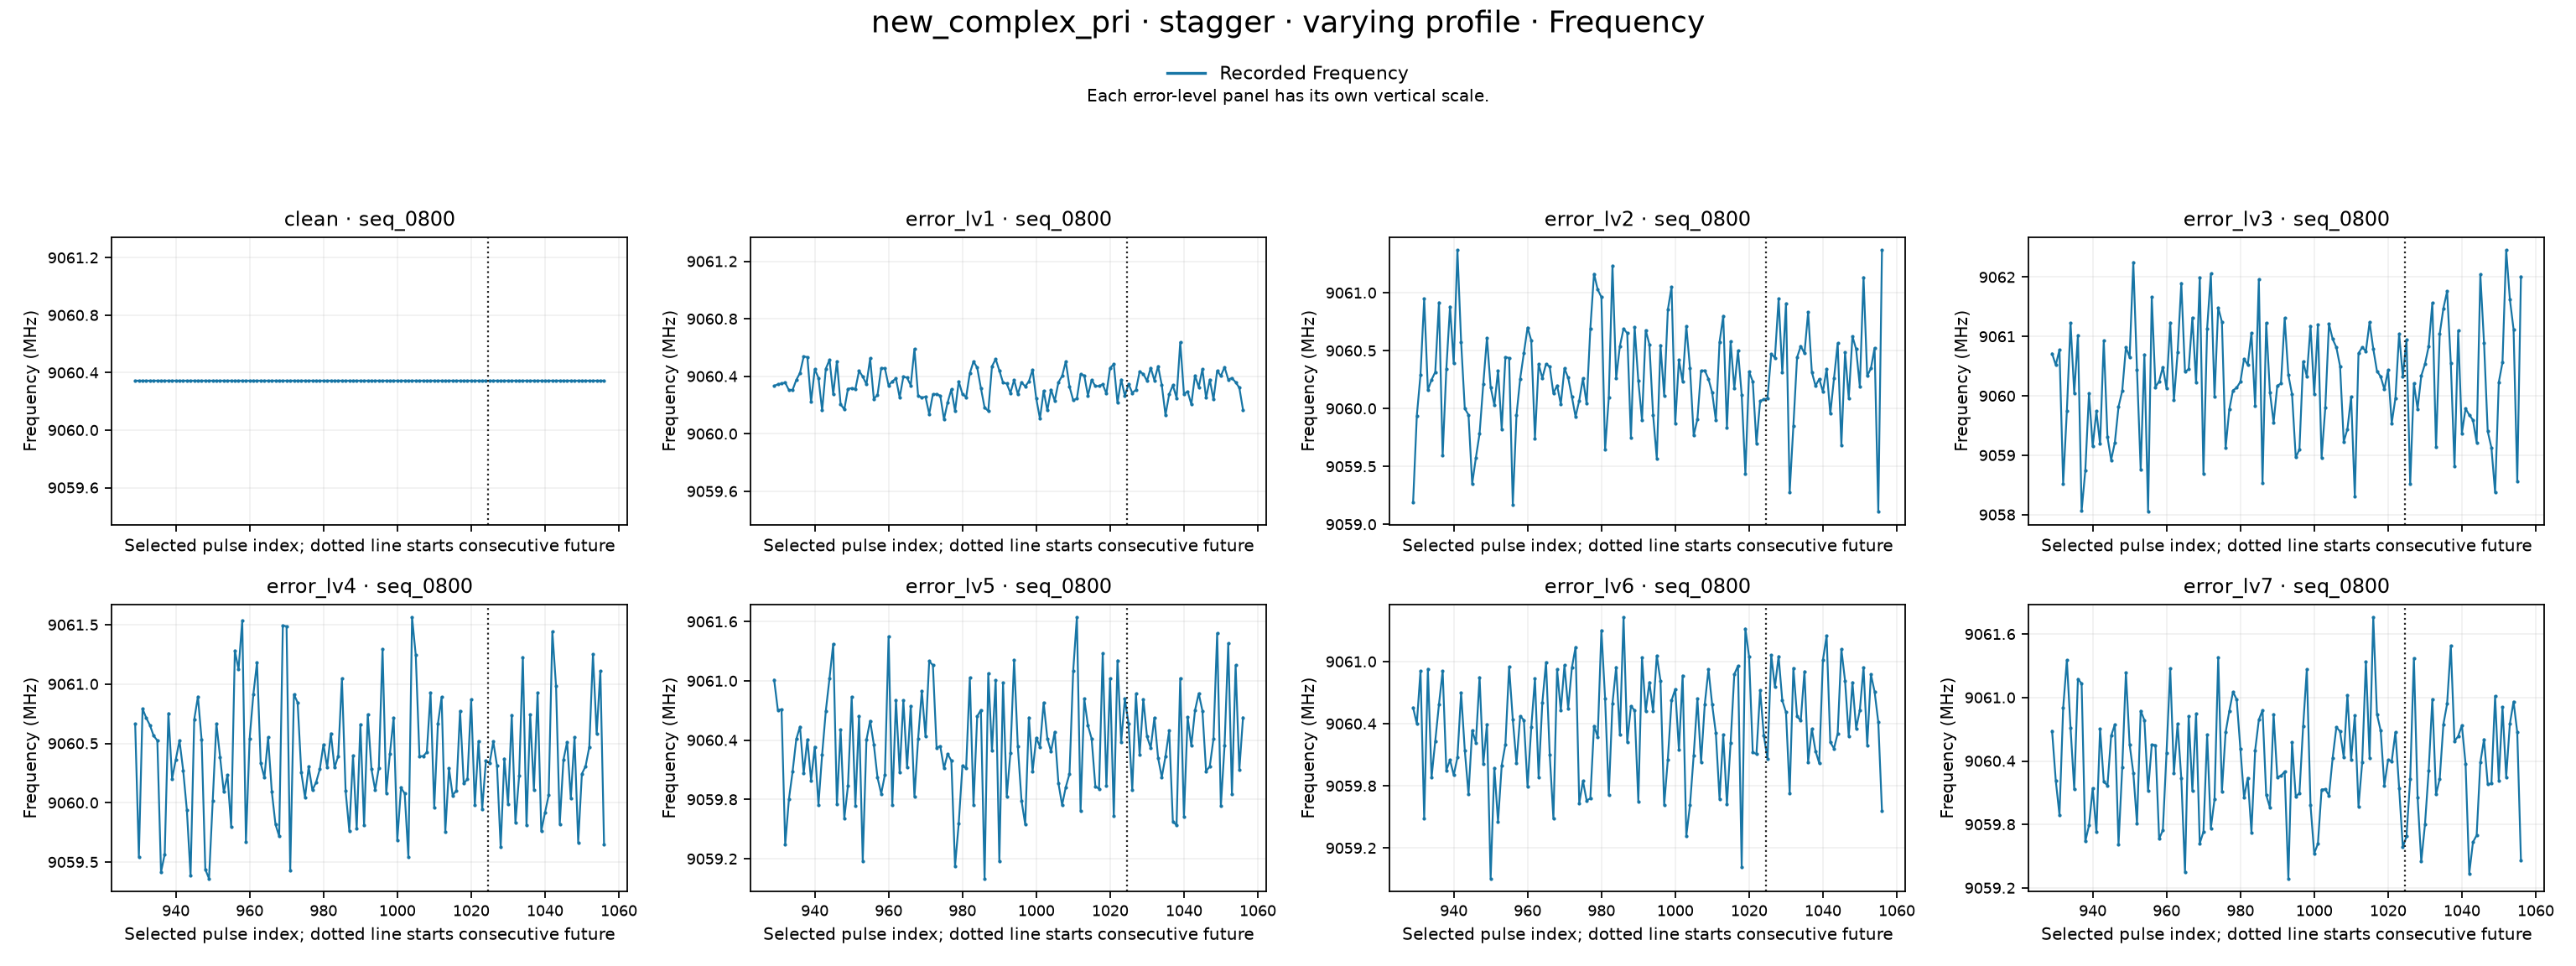 new_complex_pri · stagger · varying profile · Frequency
Recorded Frequency
Each error-level panel has its own vertical scale.
clean · seq_0800
Frequency (MHz)
9061.2
9060.8
9060.4
9060.0
9059.6
Selected pulse index; dotted line starts consecutive future
error_lv1 · seq_0800
Frequency (MHz)
9061.2
9060.8
9060.4
9060.0
9059.6
Selected pulse index; dotted line starts consecutive future
error_lv2 · seq_0800
Frequency (MHz)
9061.0
9060.5
9060.0
9059.5
9059.0
Selected pulse index; dotted line starts consecutive future
error_lv3 · seq_0800
Frequency (MHz)
9062
9061
9060
9059
9058
Selected pulse index; dotted line starts consecutive future
error_lv4 · seq_0800
Frequency (MHz)
9061.5
9061.0
9060.5
9060.0
9059.5
940 960 980 1000 1020 1040 1060
Selected pulse index; dotted line starts consecutive future
error_lv5 · seq_0800
Frequency (MHz)
9061.6
9061.0
9060.4
9059.8
9059.2
940 960 980 1000 1020 1040 1060
Selected pulse index; dotted line starts consecutive future
error_lv6 · seq_0800
Frequency (MHz)
9061.0
9060.4
9059.8
9059.2
940 960 980 1000 1020 1040 1060
Selected pulse index; dotted line starts consecutive future
error_lv7 · seq_0800
Frequency (MHz)
9061.6
9061.0
9060.4
9059.8
9059.2
940 960 980 1000 1020 1040 1060
Selected pulse index; dotted line starts consecutive future